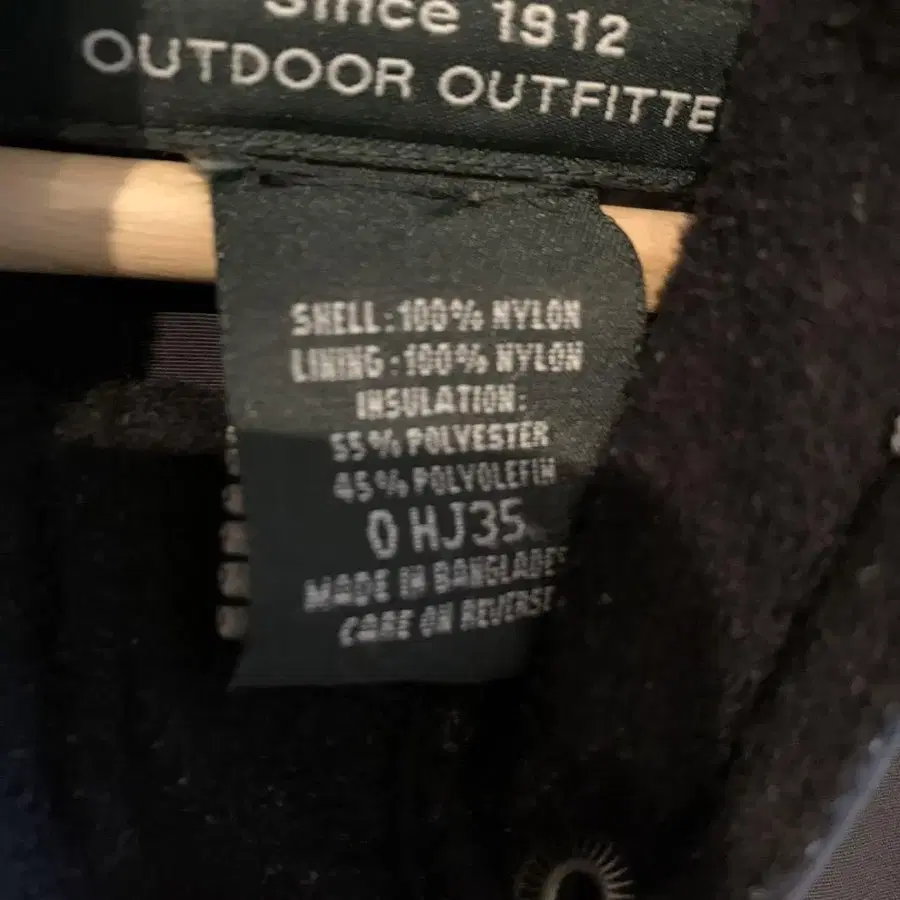 Since 1912
OUTDOOR OUTFITTE
SHELL:100% NYLON
LINING:100% NYLON
INSULATION:
55% POLYESTER
45% POLYOLEFIN
0 HJ35
MADE IN BANGLADES
CARE ON REVERSE